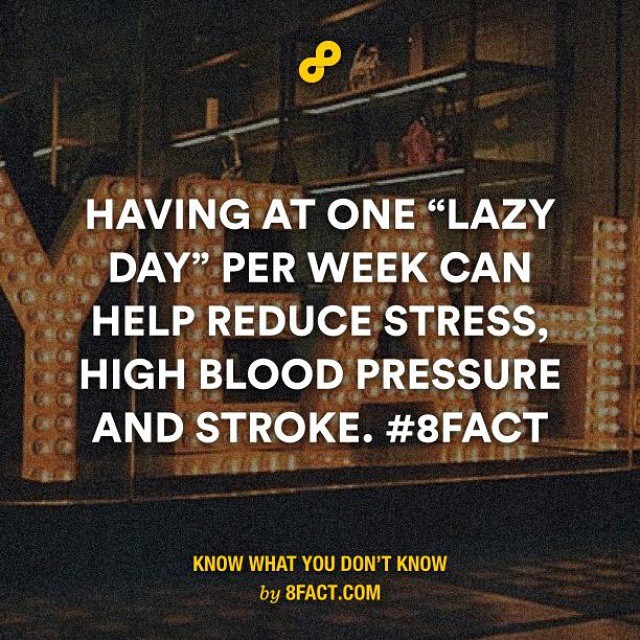 HAVING AT ONE “LAZY
DAY” PER WEEK CAN
HELP REDUCE STRESS,
HIGH BLOOD PRESSURE
AND STROKE. #8FACT
YEAH
KNOW WHAT YOU DON’T KNOW
by 8FACT.COM